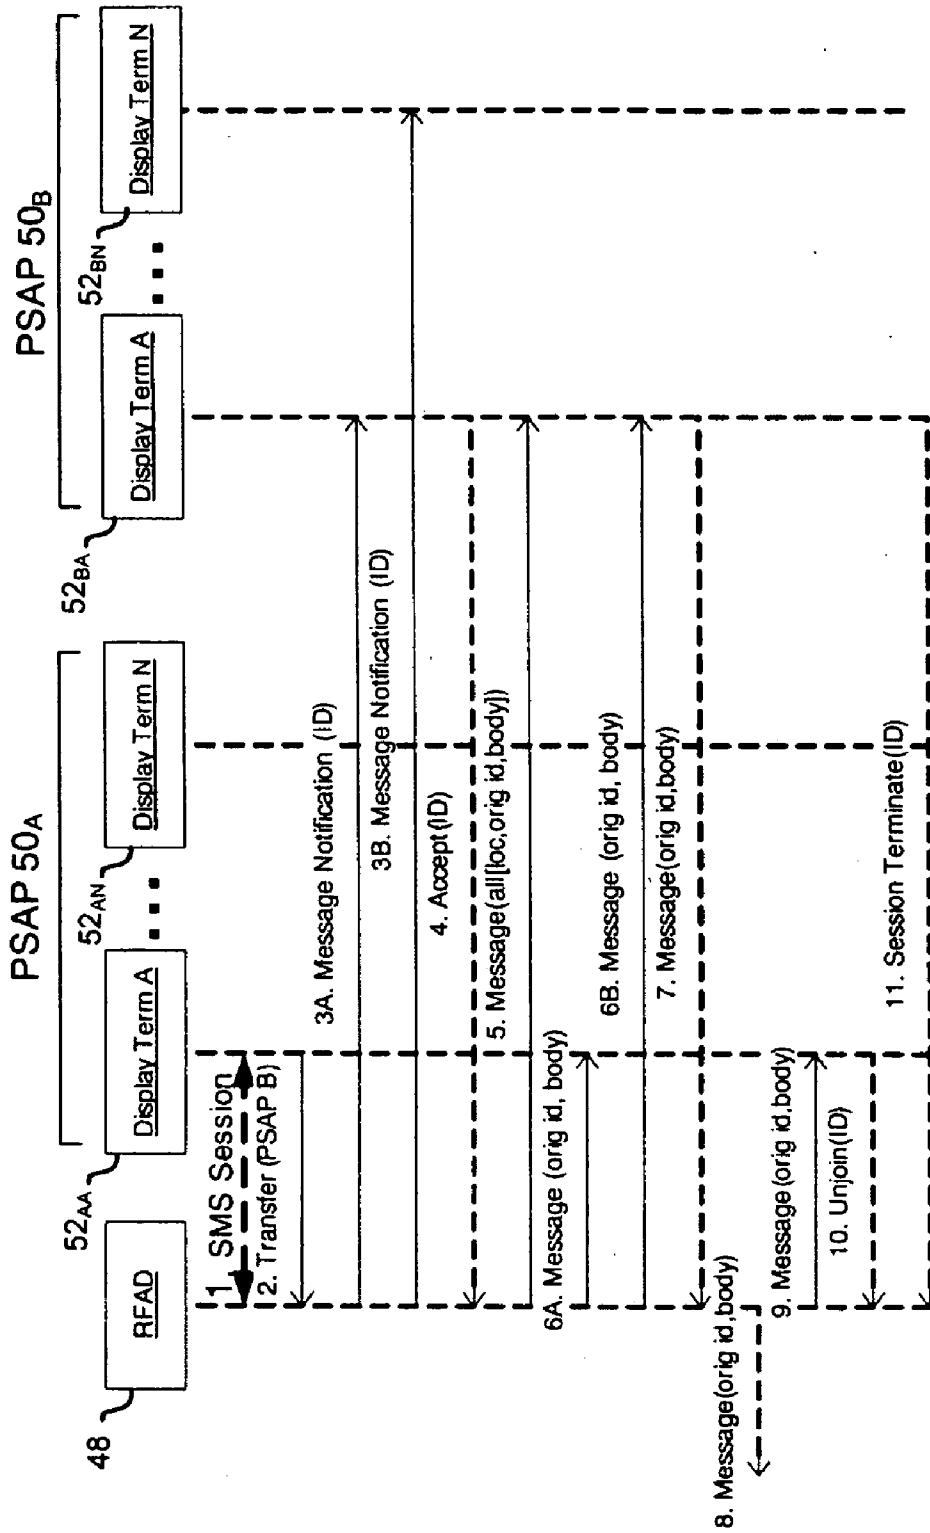 PSAP 50A
PSAP 50B
48
52AA
52AN
52BA
52BN
RFAD
Display Term A
Display Term N
Display Term A
Display Term N
1. SMS Session
2. Transfer (PSAP B)
3A. Message Notification (ID)
3B. Message Notification (ID)
4. Accept(ID)
5. Message(all[loc,orig id,body])
6A. Message (orig id, body)
6B. Message (orig id, body)
7. Message(orig id,body)
8. Message(orig id,body)
9. Message(orig id,body)
10. Unjoin(ID)
11. Session Terminate(ID)